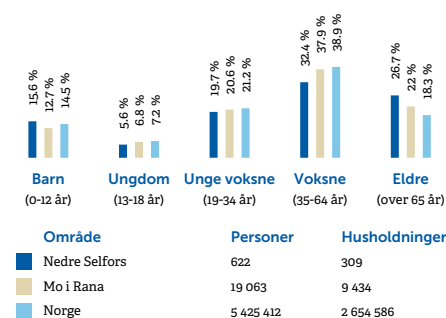 15.6 % 12.7 % 14.5 % 5.6 % 6.8 % 7.2 % 19.7 % 20.6 % 21.2 % 32.4 % 37.9 % 38.9 % 26.7 % 22 % 18.3 %
Barn Ungdom Unge voksne Voksne Eldre
(0-12 år) (13-18 år) (19-34 år) (35-64 år) (over 65 år)
Område Personer Husholdninger
Nedre Selfors 622 309
Mo i Rana 19 063 9 434
Norge 5 425 412 2 654 586